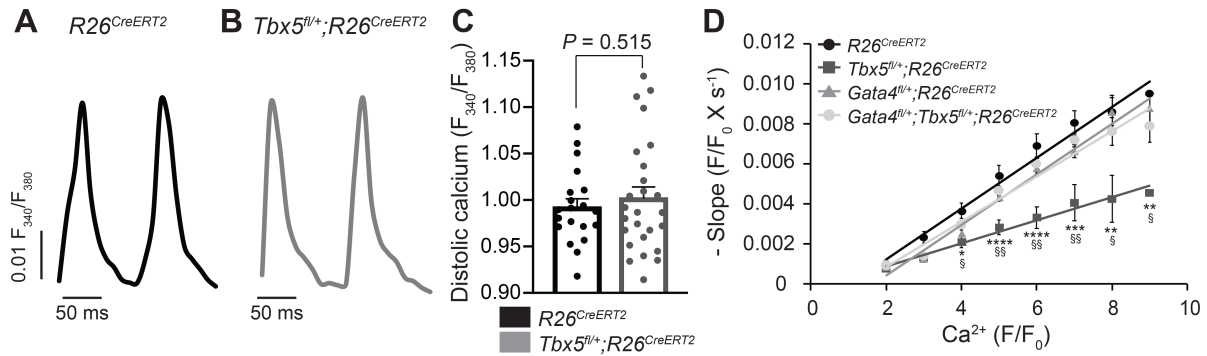 A
R26CreERT2
0.01 F340/F380
50 ms
B
Tbx5fl/+;R26CreERT2
50 ms
C
P = 0.515
Distolic calcium (F340/F380)
1.15
1.10
1.05
1.00
0.95
0.90
R26CreERT2
Tbx5fl/+;R26CreERT2
D
- Slope (F/F0 X s-1)
0.012
0.010
0.008
0.006
0.004
0.002
0
R26CreERT2
Tbx5fl/+;R26CreERT2
Gata4fl/+;R26CreERT2
Gata4fl/+;Tbx5fl/+;R26CreERT2
* **** **** *** ** **
§ §§ §§ §§ § §
0 2 4 6 8 10
Ca2+ (F/F0)